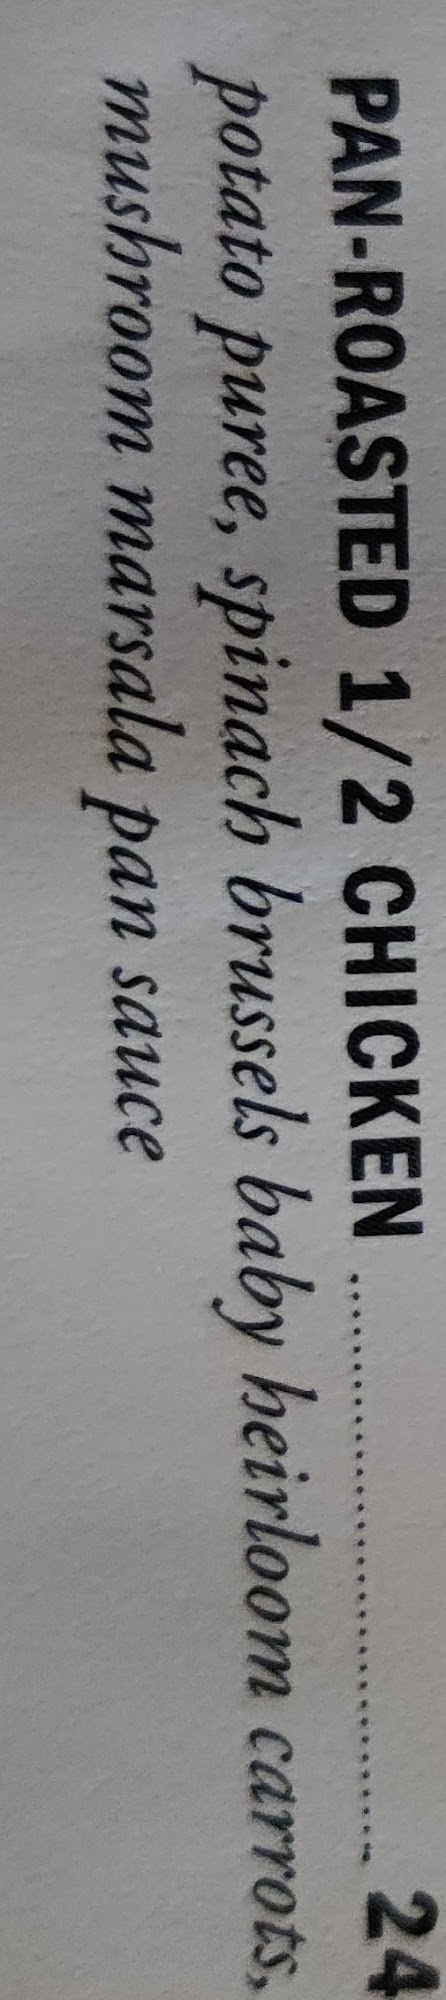 PAN-ROASTED 1/2 CHICKEN ........................................ 24
potato puree, spinach brussels baby heirloom carrots,
mushroom marsala pan sauce